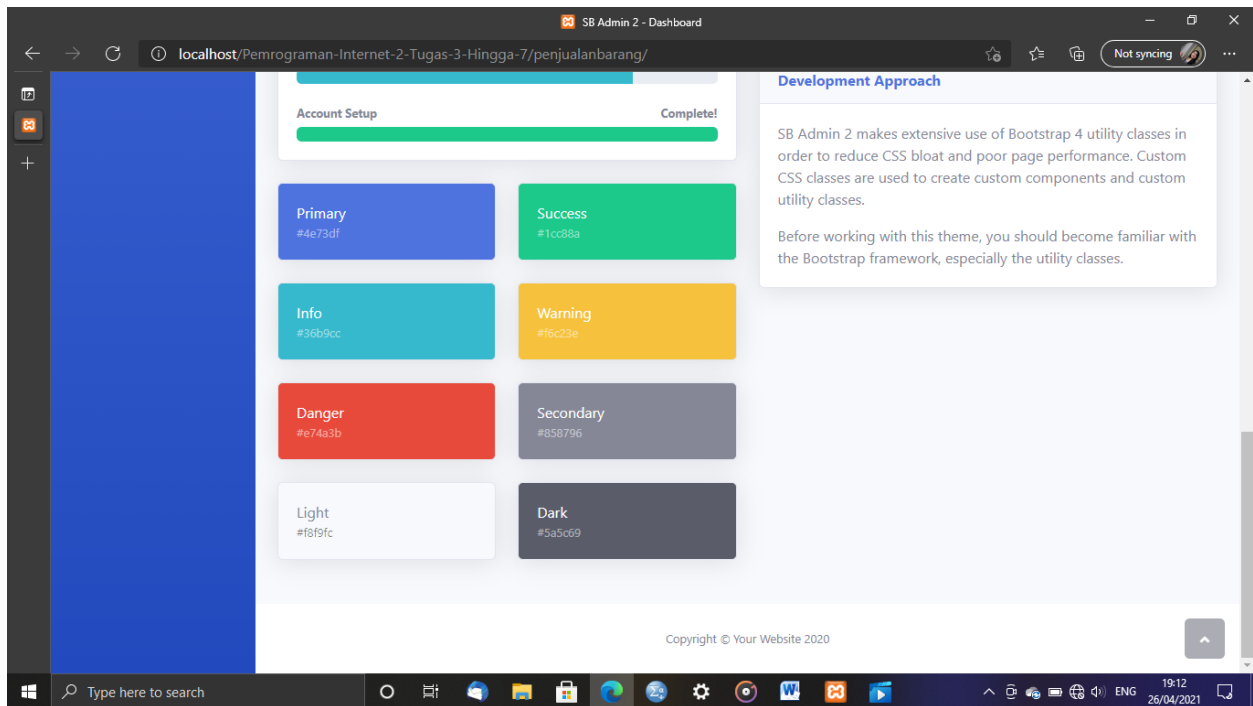 SB Admin 2 - Dashboard
localhost/Pemrograman-Internet-2-Tugas-3-Hingga-7/penjualanbarang/
Not syncing
Account Setup
Complete!
Primary
#4e73df
Success
#1cc88a
Info
#36b9cc
Warning
#f6c23e
Danger
#e74a3b
Secondary
#858796
Light
#f8f9fc
Dark
#5a5c69
Development Approach
SB Admin 2 makes extensive use of Bootstrap 4 utility classes in
order to reduce CSS bloat and poor page performance. Custom
CSS classes are used to create custom components and custom
utility classes.
Before working with this theme, you should become familiar with
the Bootstrap framework, especially the utility classes.
Copyright © Your Website 2020
Type here to search
ENG
19:12
26/04/2021